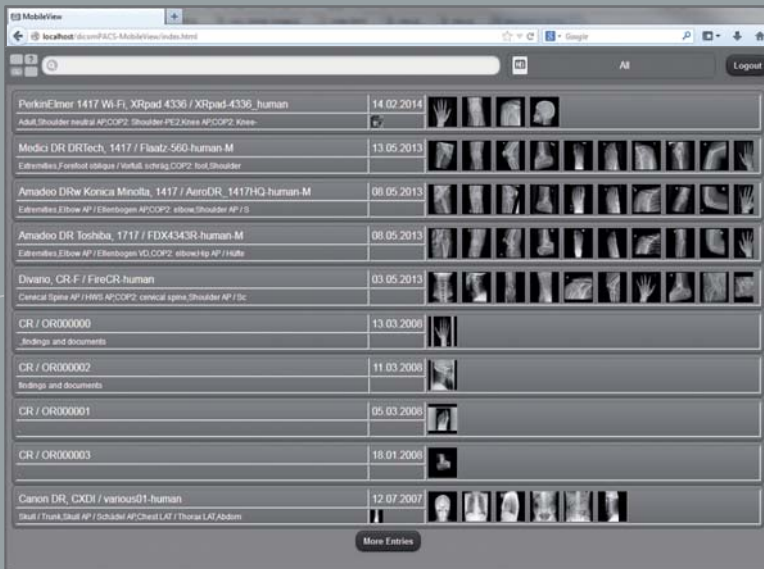 MobileView
localhost/dicomPACS-MobileView/index.html
Google
?
All
Logout
PerkinElmer 1417 Wi-Fi, XRpad 4336 / XRpad-4336_human
14.02.2014
Adult,Shoulder neutral AP,COP2: Shoulder-PE2,Knee AP,COP2: Knee-
Medici DR DRTech, 1417 / Flaatz-560-human-M
13.05.2013
Extremities,Forefoot oblique / Vorfuß schräg,COP2: foot,Shoulder
Amadeo DRw Konica Minolta, 1417 / AeroDR_1417HQ-human-M
08.05.2013
Extremities,Elbow AP / Ellenbogen AP,COP2: elbow,Shoulder AP / S
Amadeo DR Toshiba, 1717 / FDX4343R-human-M
08.05.2013
Extremities,Elbow AP / Ellenbogen VD,COP2: elbow,Hip AP / Hüfte
Divario, CR-F / FireCR-human
03.05.2013
Cervical Spine AP / HWS AP,COP2: cervical spine,Shoulder AP / Sc
CR / OR000000
13.03.2008
,findings and documents
CR / OR000002
11.03.2008
findings and documents
CR / OR000001
05.03.2008
CR / OR000003
18.01.2008
Canon DR, CXDI / various01-human
12.07.2007
Skull / Trunk,Skull AP / Schädel AP,Chest LAT / Thorax LAT,Abdom
More Entries